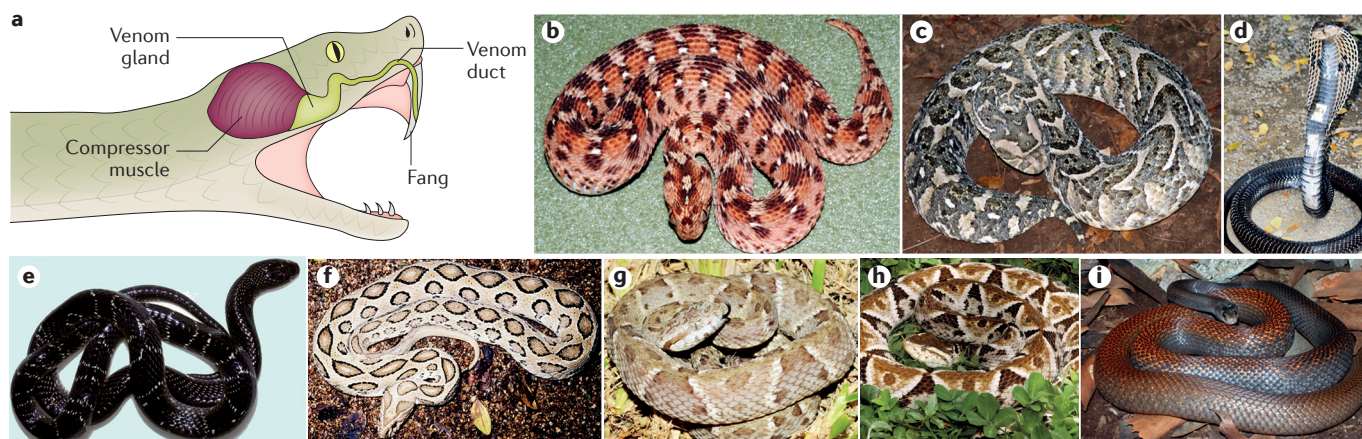 a
Venom
gland
Venom
duct
Compressor
muscle
Fang
b
c
d
e
f
g
h
i